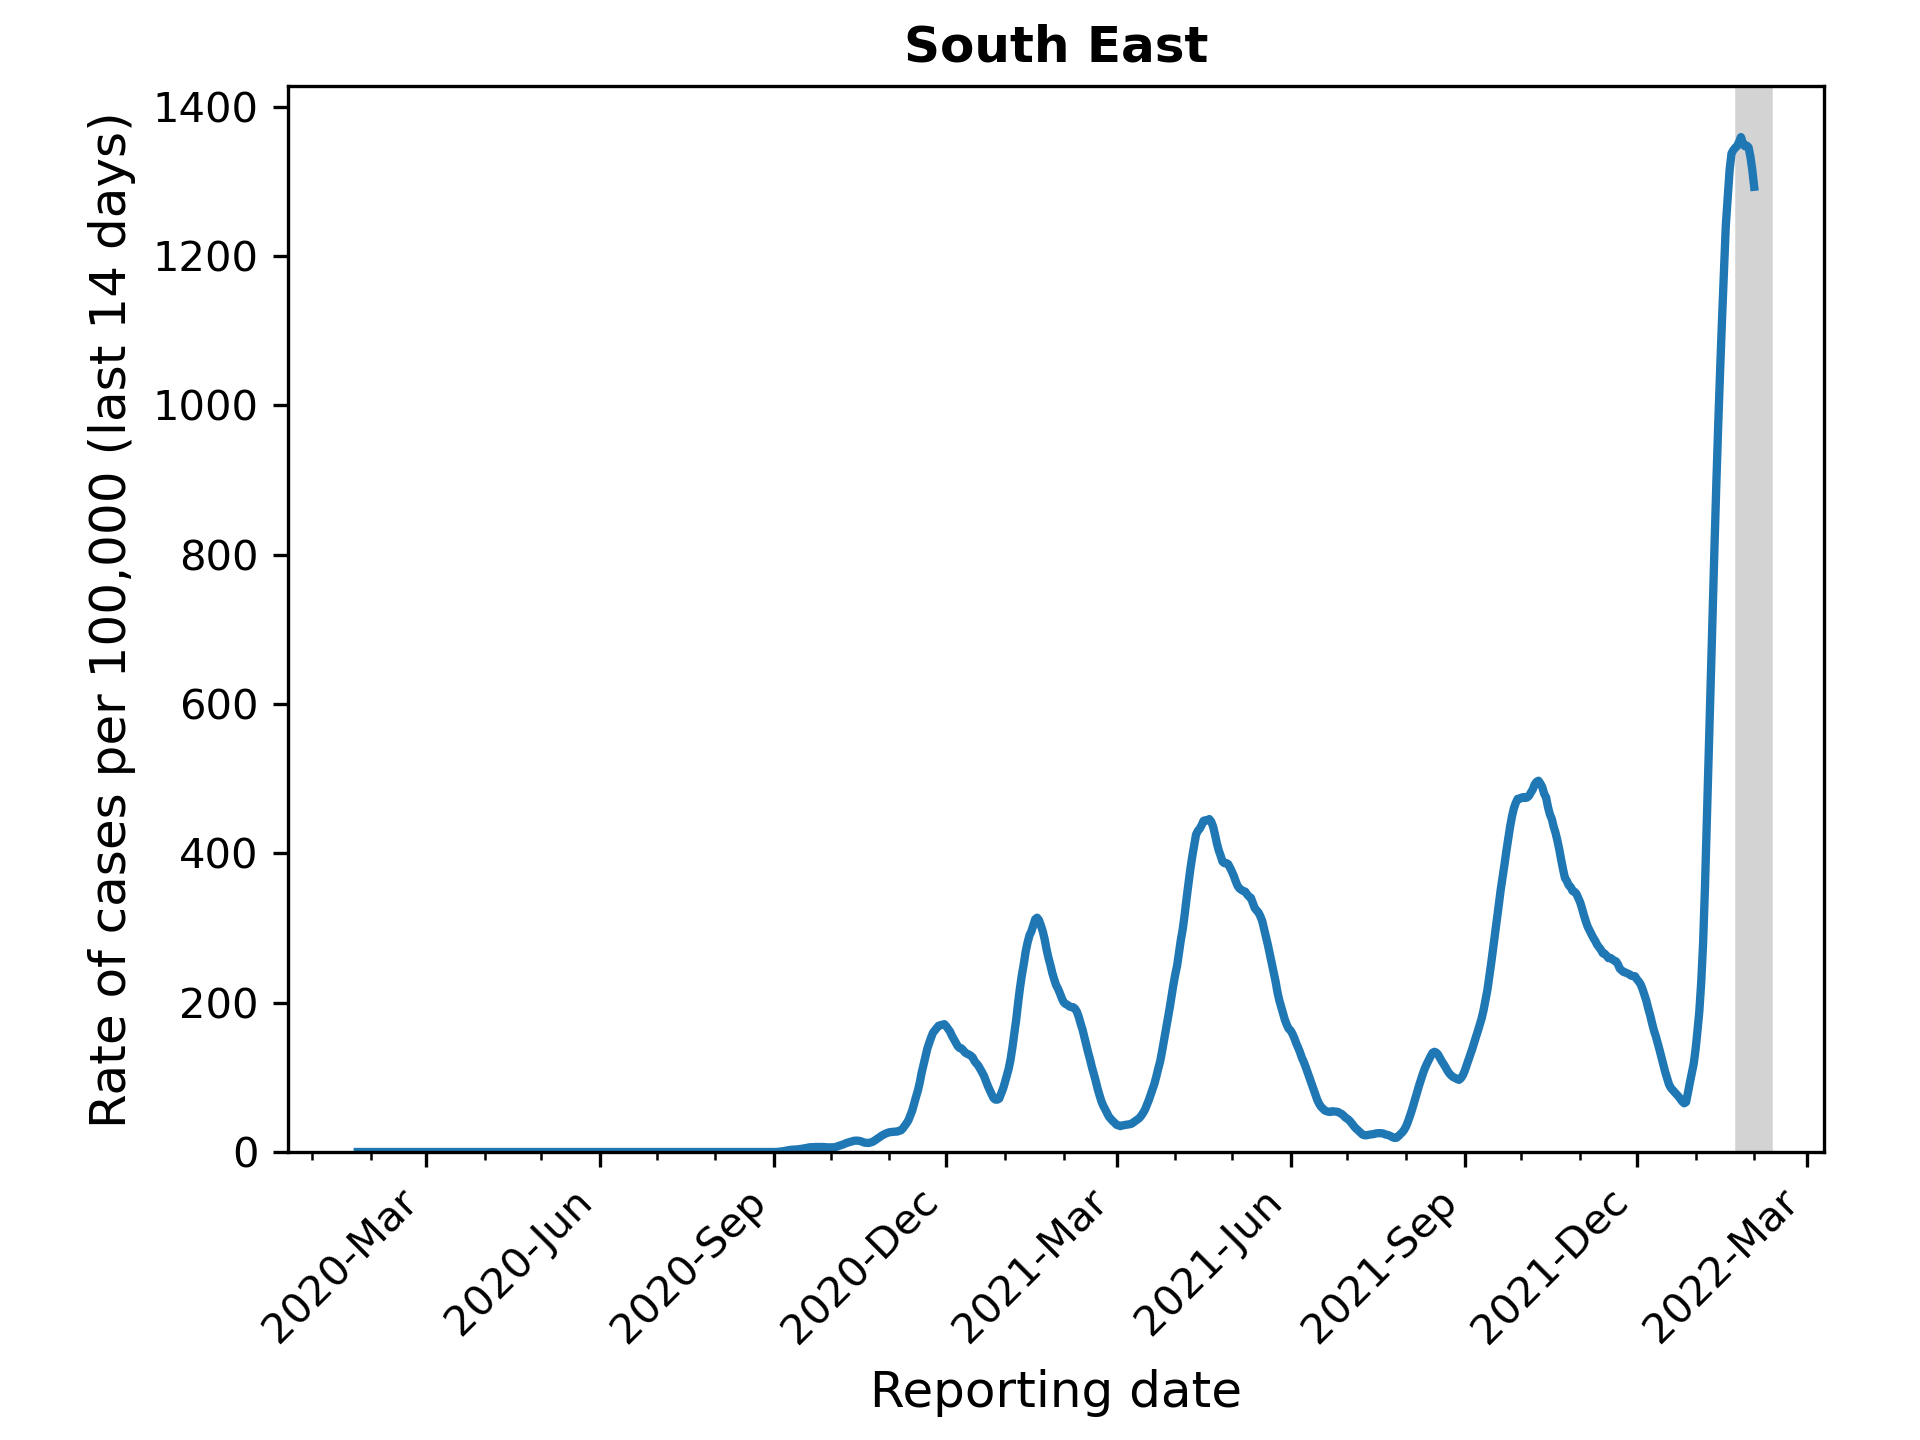 South East
Rate of cases per 100,000 (last 14 days)
1400
1200
1000
800
600
400
200
0
2020-Mar
2020-Jun
2020-Sep
2020-Dec
2021-Mar
2021-Jun
2021-Sep
2021-Dec
2022-Mar
Reporting date